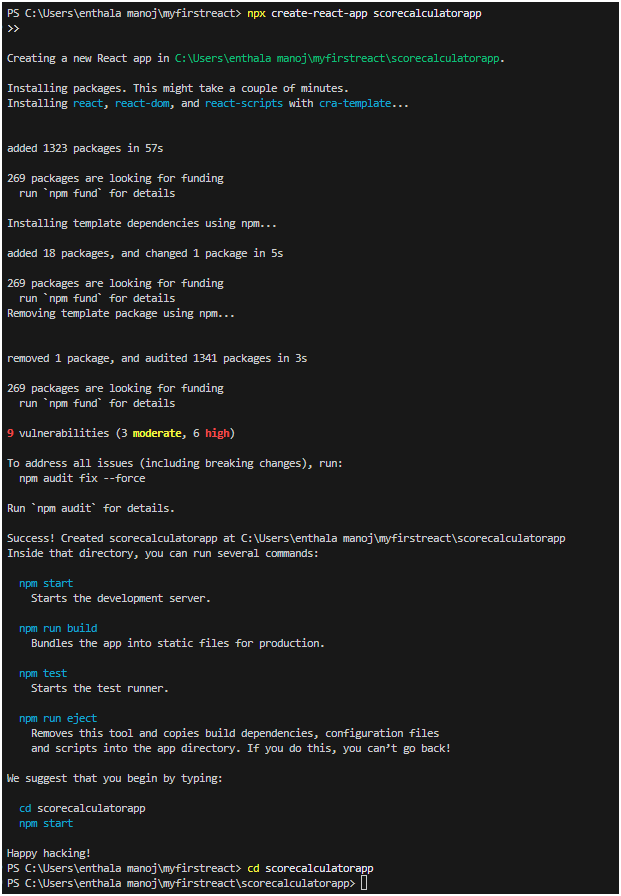 PS C:\Users\enthala manoj\myfirstreact> npx create-react-app scorecalculatorapp
>>
Creating a new React app in C:\Users\enthala manoj\myfirstreact\scorecalculatorapp.
Installing packages. This might take a couple of minutes.
Installing react, react-dom, and react-scripts with cra-template...
added 1323 packages in 57s
269 packages are looking for funding
  run `npm fund` for details
Installing template dependencies using npm...
added 18 packages, and changed 1 package in 5s
269 packages are looking for funding
  run `npm fund` for details
Removing template package using npm...
removed 1 package, and audited 1341 packages in 3s
269 packages are looking for funding
  run `npm fund` for details
9 vulnerabilities (3 moderate, 6 high)
To address all issues (including breaking changes), run:
  npm audit fix --force
Run `npm audit` for details.
Success! Created scorecalculatorapp at C:\Users\enthala manoj\myfirstreact\scorecalculatorapp
Inside that directory, you can run several commands:
  npm start
    Starts the development server.
  npm run build
    Bundles the app into static files for production.
  npm test
    Starts the test runner.
  npm run eject
    Removes this tool and copies build dependencies, configuration files
    and scripts into the app directory. If you do this, you can’t go back!
We suggest that you begin by typing:
  cd scorecalculatorapp
  npm start
Happy hacking!
PS C:\Users\enthala manoj\myfirstreact> cd scorecalculatorapp
PS C:\Users\enthala manoj\myfirstreact\scorecalculatorapp>